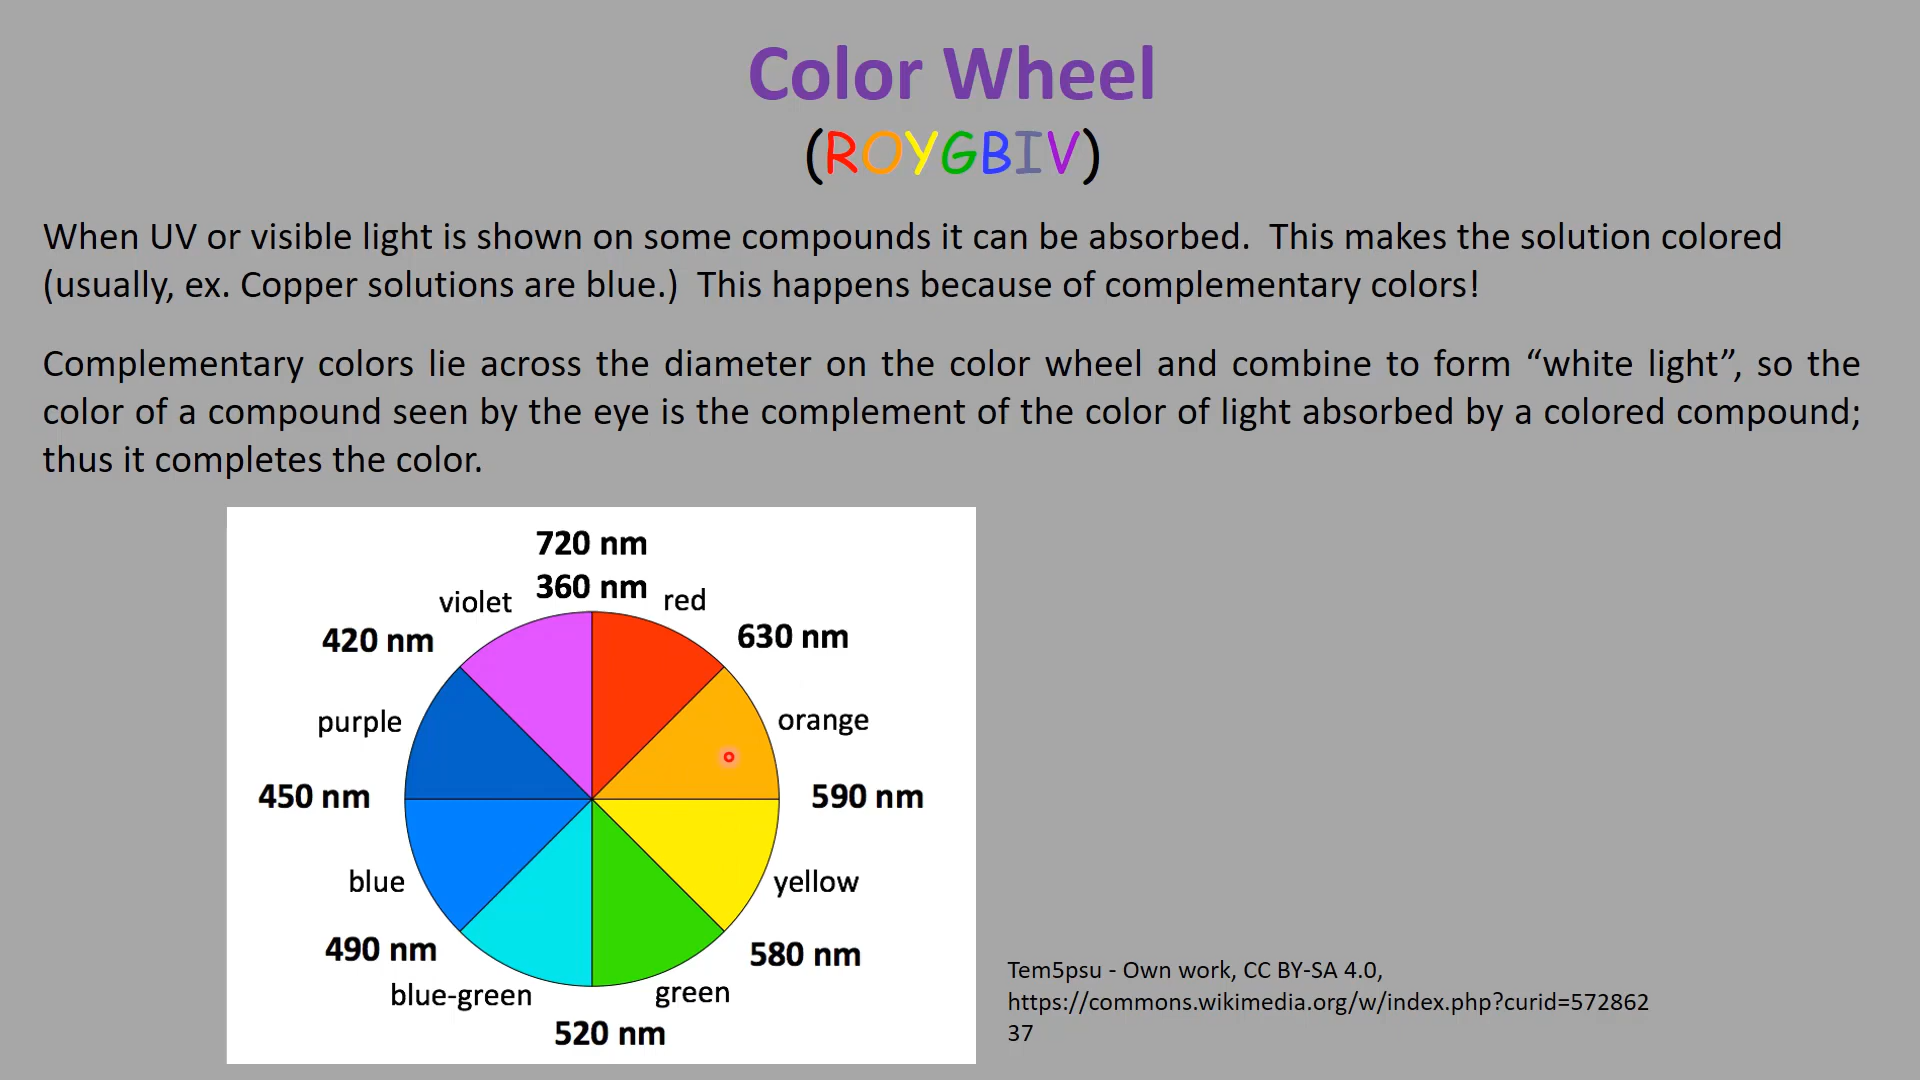 Color Wheel
(ROYGBIV)
When UV or visible light is shown on some compounds it can be absorbed.  This makes the solution colored
(usually, ex. Copper solutions are blue.)  This happens because of complementary colors!
Complementary colors lie across the diameter on the color wheel and combine to form “white light”, so the
color of a compound seen by the eye is the complement of the color of light absorbed by a colored compound;
thus it completes the color.
720 nm
360 nm
violet
red
420 nm
630 nm
purple
orange
450 nm
590 nm
blue
yellow
490 nm
580 nm
blue-green
green
520 nm
Tem5psu - Own work, CC BY-SA 4.0,
https://commons.wikimedia.org/w/index.php?curid=572862
37